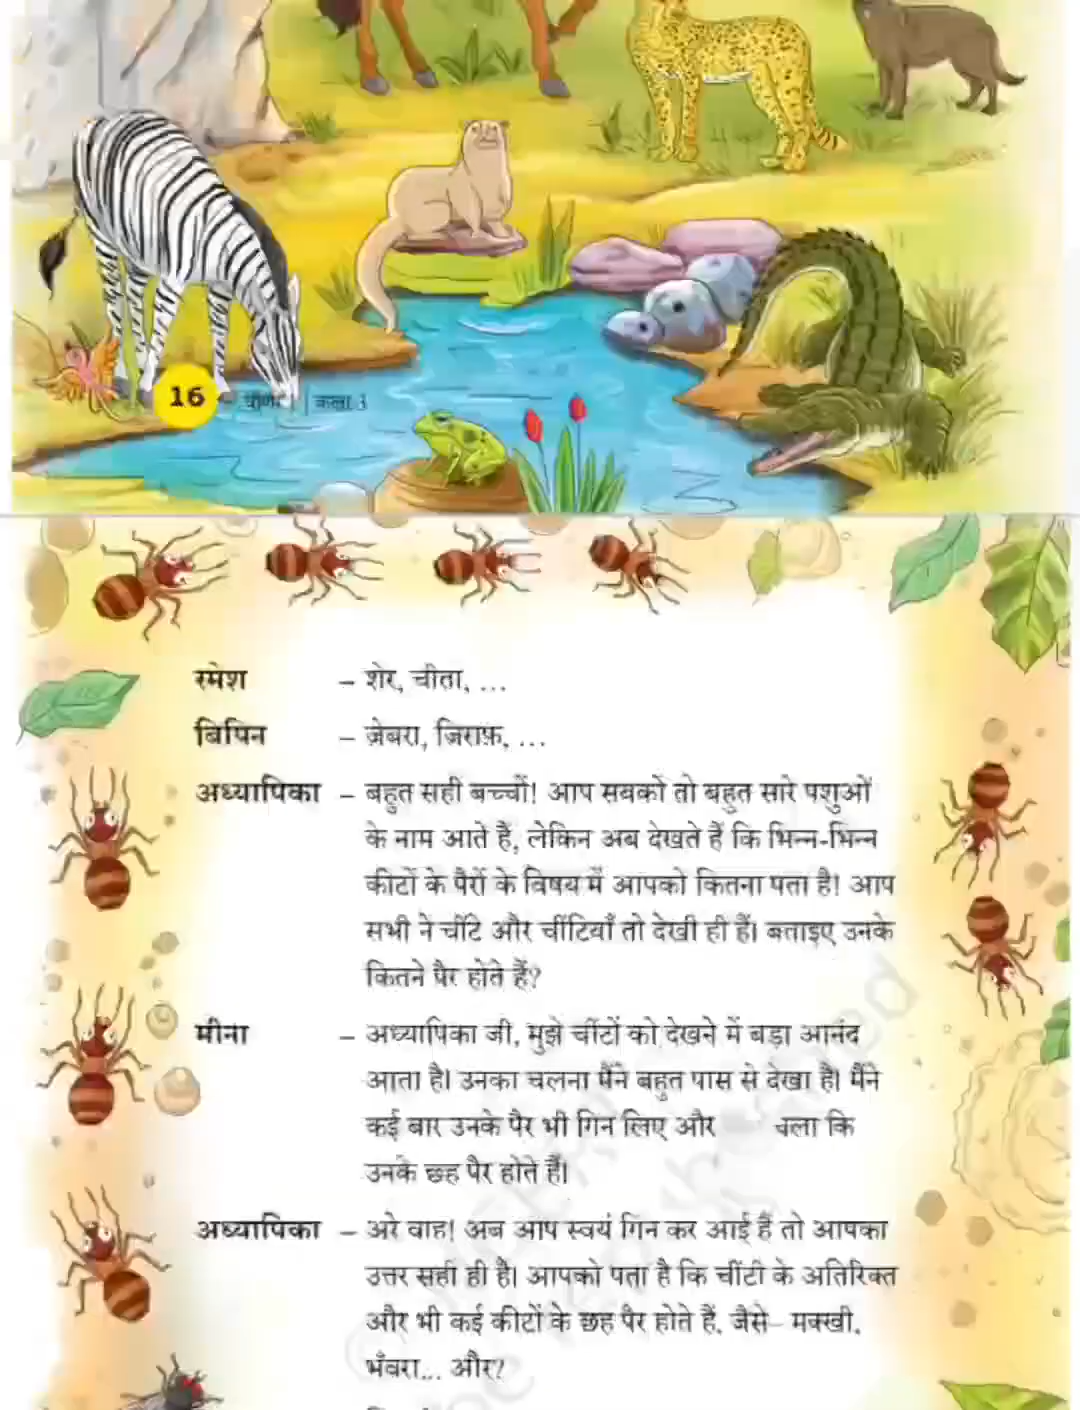 16
वीणा 1 | कक्षा 3
रमेश – शेर, चीता, ...
बिपिन – ज़ेबरा, जिराफ़, ...
अध्यापिका – बहुत सही बच्चों! आप सबको तो बहुत सारे पशुओं
के नाम आते हैं, लेकिन अब देखते हैं कि भिन्न-भिन्न
कीटों के पैरों के विषय में आपको कितना पता है! आप
सभी ने चींटे और चींटियाँ तो देखी ही हैं। बताइए उनके
कितने पैर होते हैं?
मीना – अध्यापिका जी, मुझे चींटों को देखने में बड़ा आनंद
आता है। उनका चलना मैंने बहुत पास से देखा है। मैंने
कई बार उनके पैर भी गिन लिए और चला कि
उनके छह पैर होते हैं।
अध्यापिका – अरे वाह! अब आप स्वयं गिन कर आई हैं तो आपका
उत्तर सही ही है। आपको पता है कि चींटी के अतिरिक्त
और भी कई कीटों के छह पैर होते हैं, जैसे– मक्खी,
भँवरा... और?